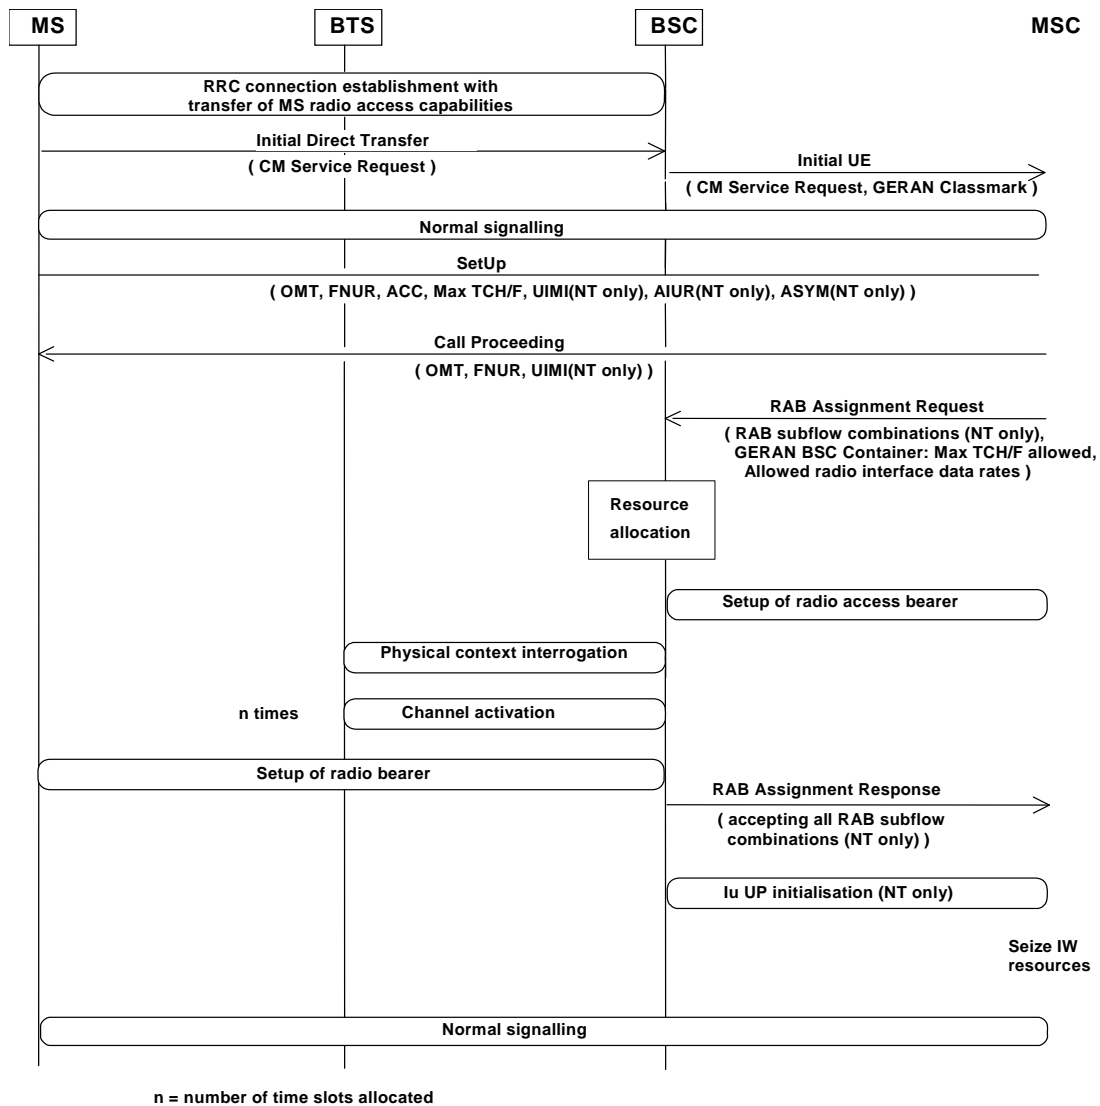 MS BTS BSC MSC
RRC connection establishment with
transfer of MS radio access capabilities
Initial Direct Transfer
( CM Service Request )
Initial UE
( CM Service Request, GERAN Classmark )
Normal signalling
SetUp
( OMT, FNUR, ACC, Max TCH/F, UIMI(NT only), AIUR(NT only), ASYM(NT only) )
Call Proceeding
( OMT, FNUR, UIMI(NT only) )
RAB Assignment Request
( RAB subflow combinations (NT only),
GERAN BSC Container: Max TCH/F allowed,
Allowed radio interface data rates )
Resource
allocation
Setup of radio access bearer
Physical context interrogation
n times
Channel activation
Setup of radio bearer
RAB Assignment Response
( accepting all RAB subflow
combinations (NT only) )
Iu UP initialisation (NT only)
Seize IW
resources
Normal signalling
n = number of time slots allocated